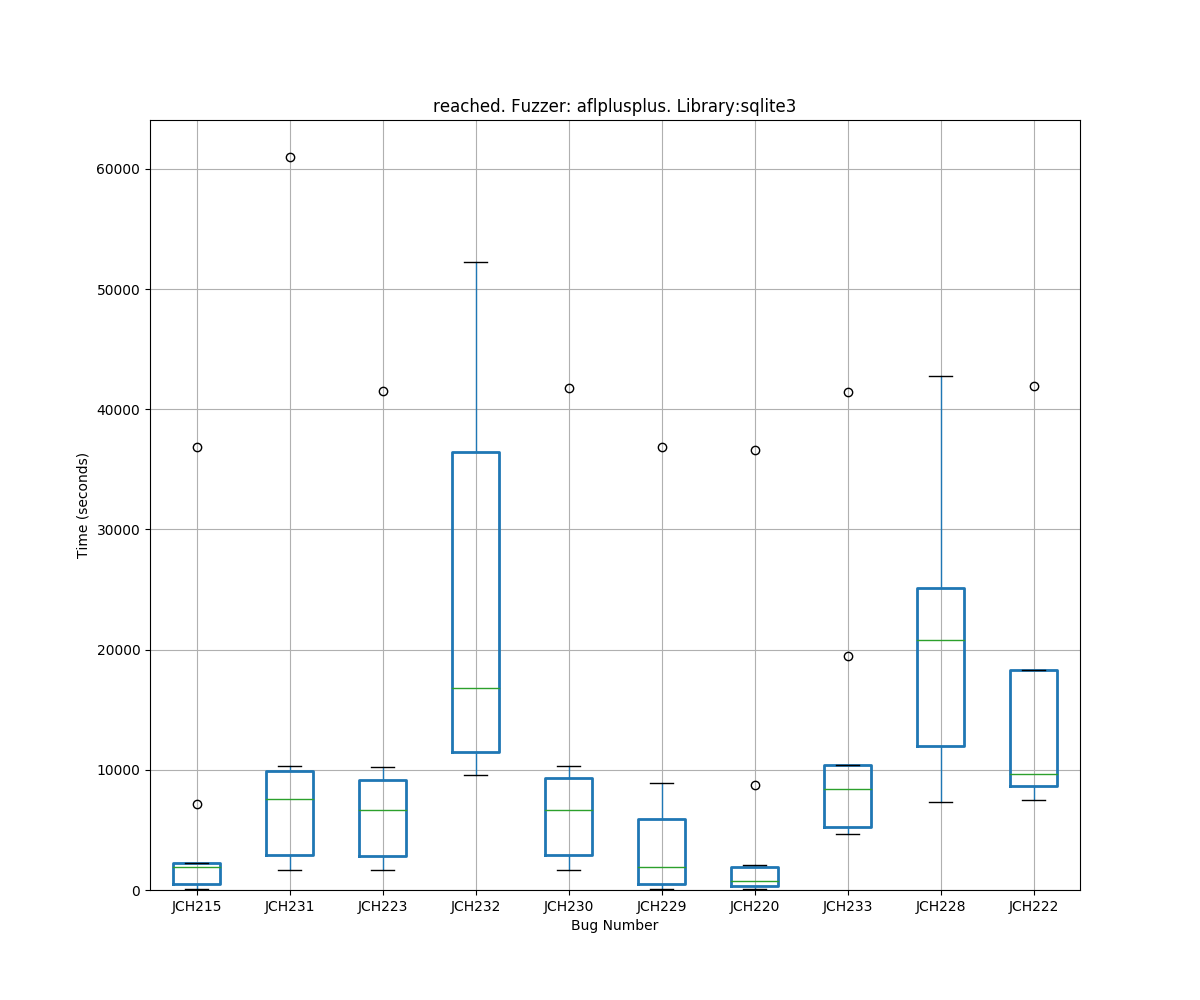 reached. Fuzzer: aflplusplus. Library:sqlite3
60000
50000
40000
30000
20000
10000
0
Time (seconds)
JCH215 JCH231 JCH223 JCH232 JCH230 JCH229 JCH220 JCH233 JCH228 JCH222
Bug Number